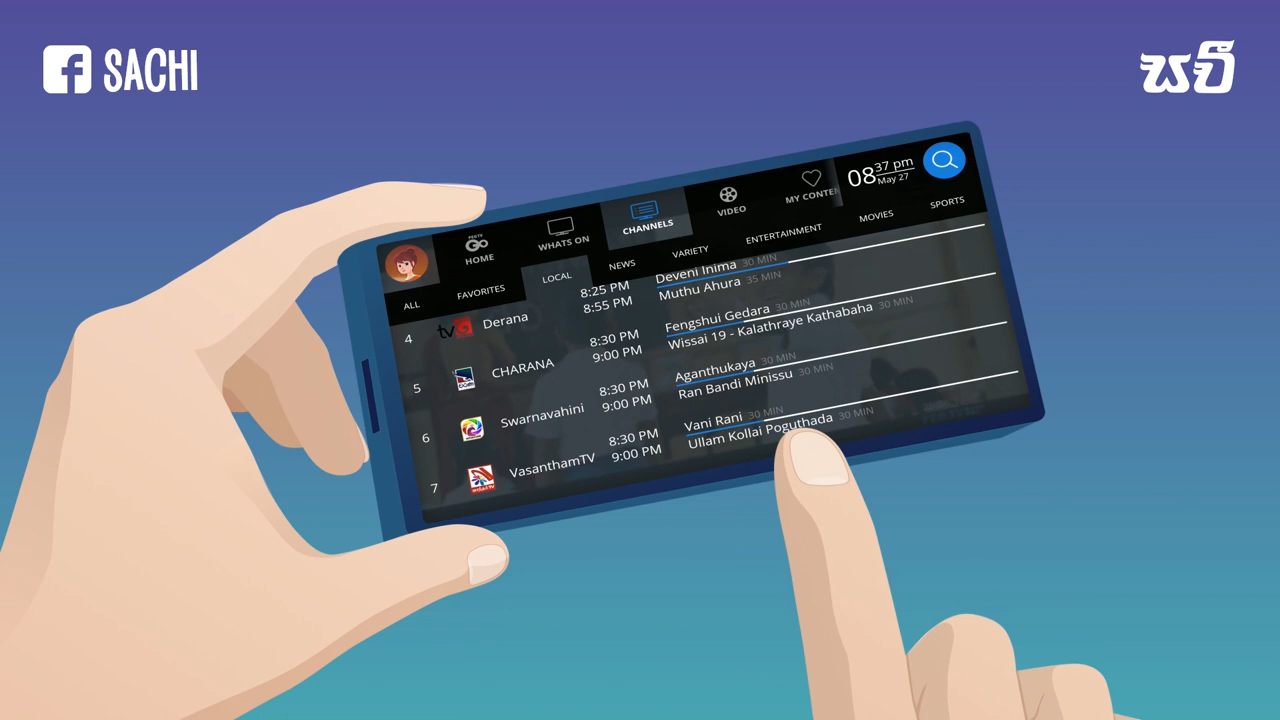 SACHI
සචී
PEOTV
GO
HOME
WHATS ON
CHANNELS
VIDEO
MY CONTEN
08 37 pm
May 27
ALL
FAVORITES
LOCAL
NEWS
VARIETY
ENTERTAINMENT
MOVIES
SPORTS
4 tv Derana 8:25 PM Deveni Inima 30 MIN
8:55 PM Muthu Ahura 35 MIN
5 CHARANA 8:30 PM Fengshui Gedara 30 MIN
9:00 PM Wissai 19 - Kalathraye Kathabaha 30 MIN
6 Swarnavahini 8:30 PM Aganthukaya 30 MIN
9:00 PM Ran Bandi Minissu 30 MIN
7 VasanthamTV 8:30 PM Vani Rani 30 MIN
9:00 PM Ullam Kollai Poguthada 30 MIN